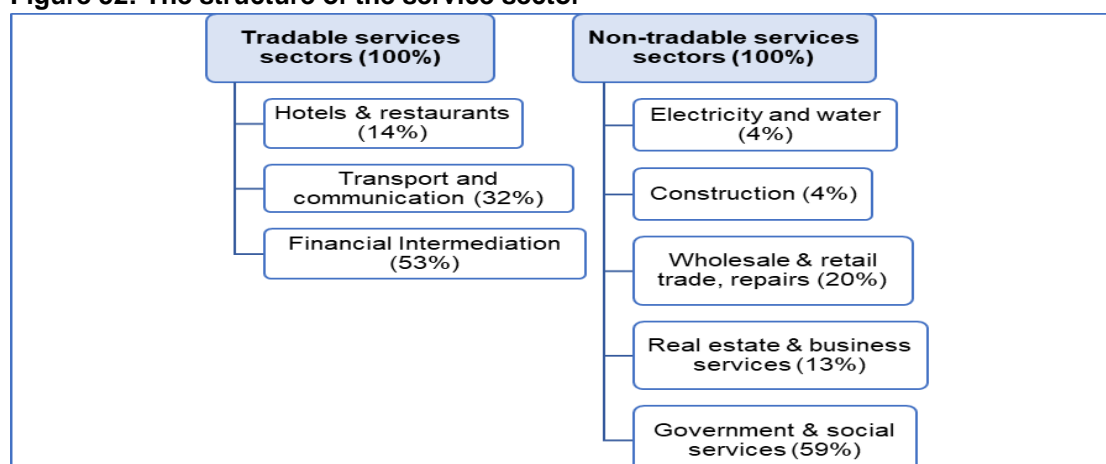 Figure 32. The structure of the service sector
Tradable services
sectors (100%)
Hotels & restaurants
(14%)
Transport and
communication (32%)
Financial Intermediation
(53%)
Non-tradable services
sectors (100%)
Electricity and water
(4%)
Construction (4%)
Wholesale & retail
trade, repairs (20%)
Real estate & business
services (13%)
Government & social
services (59%)